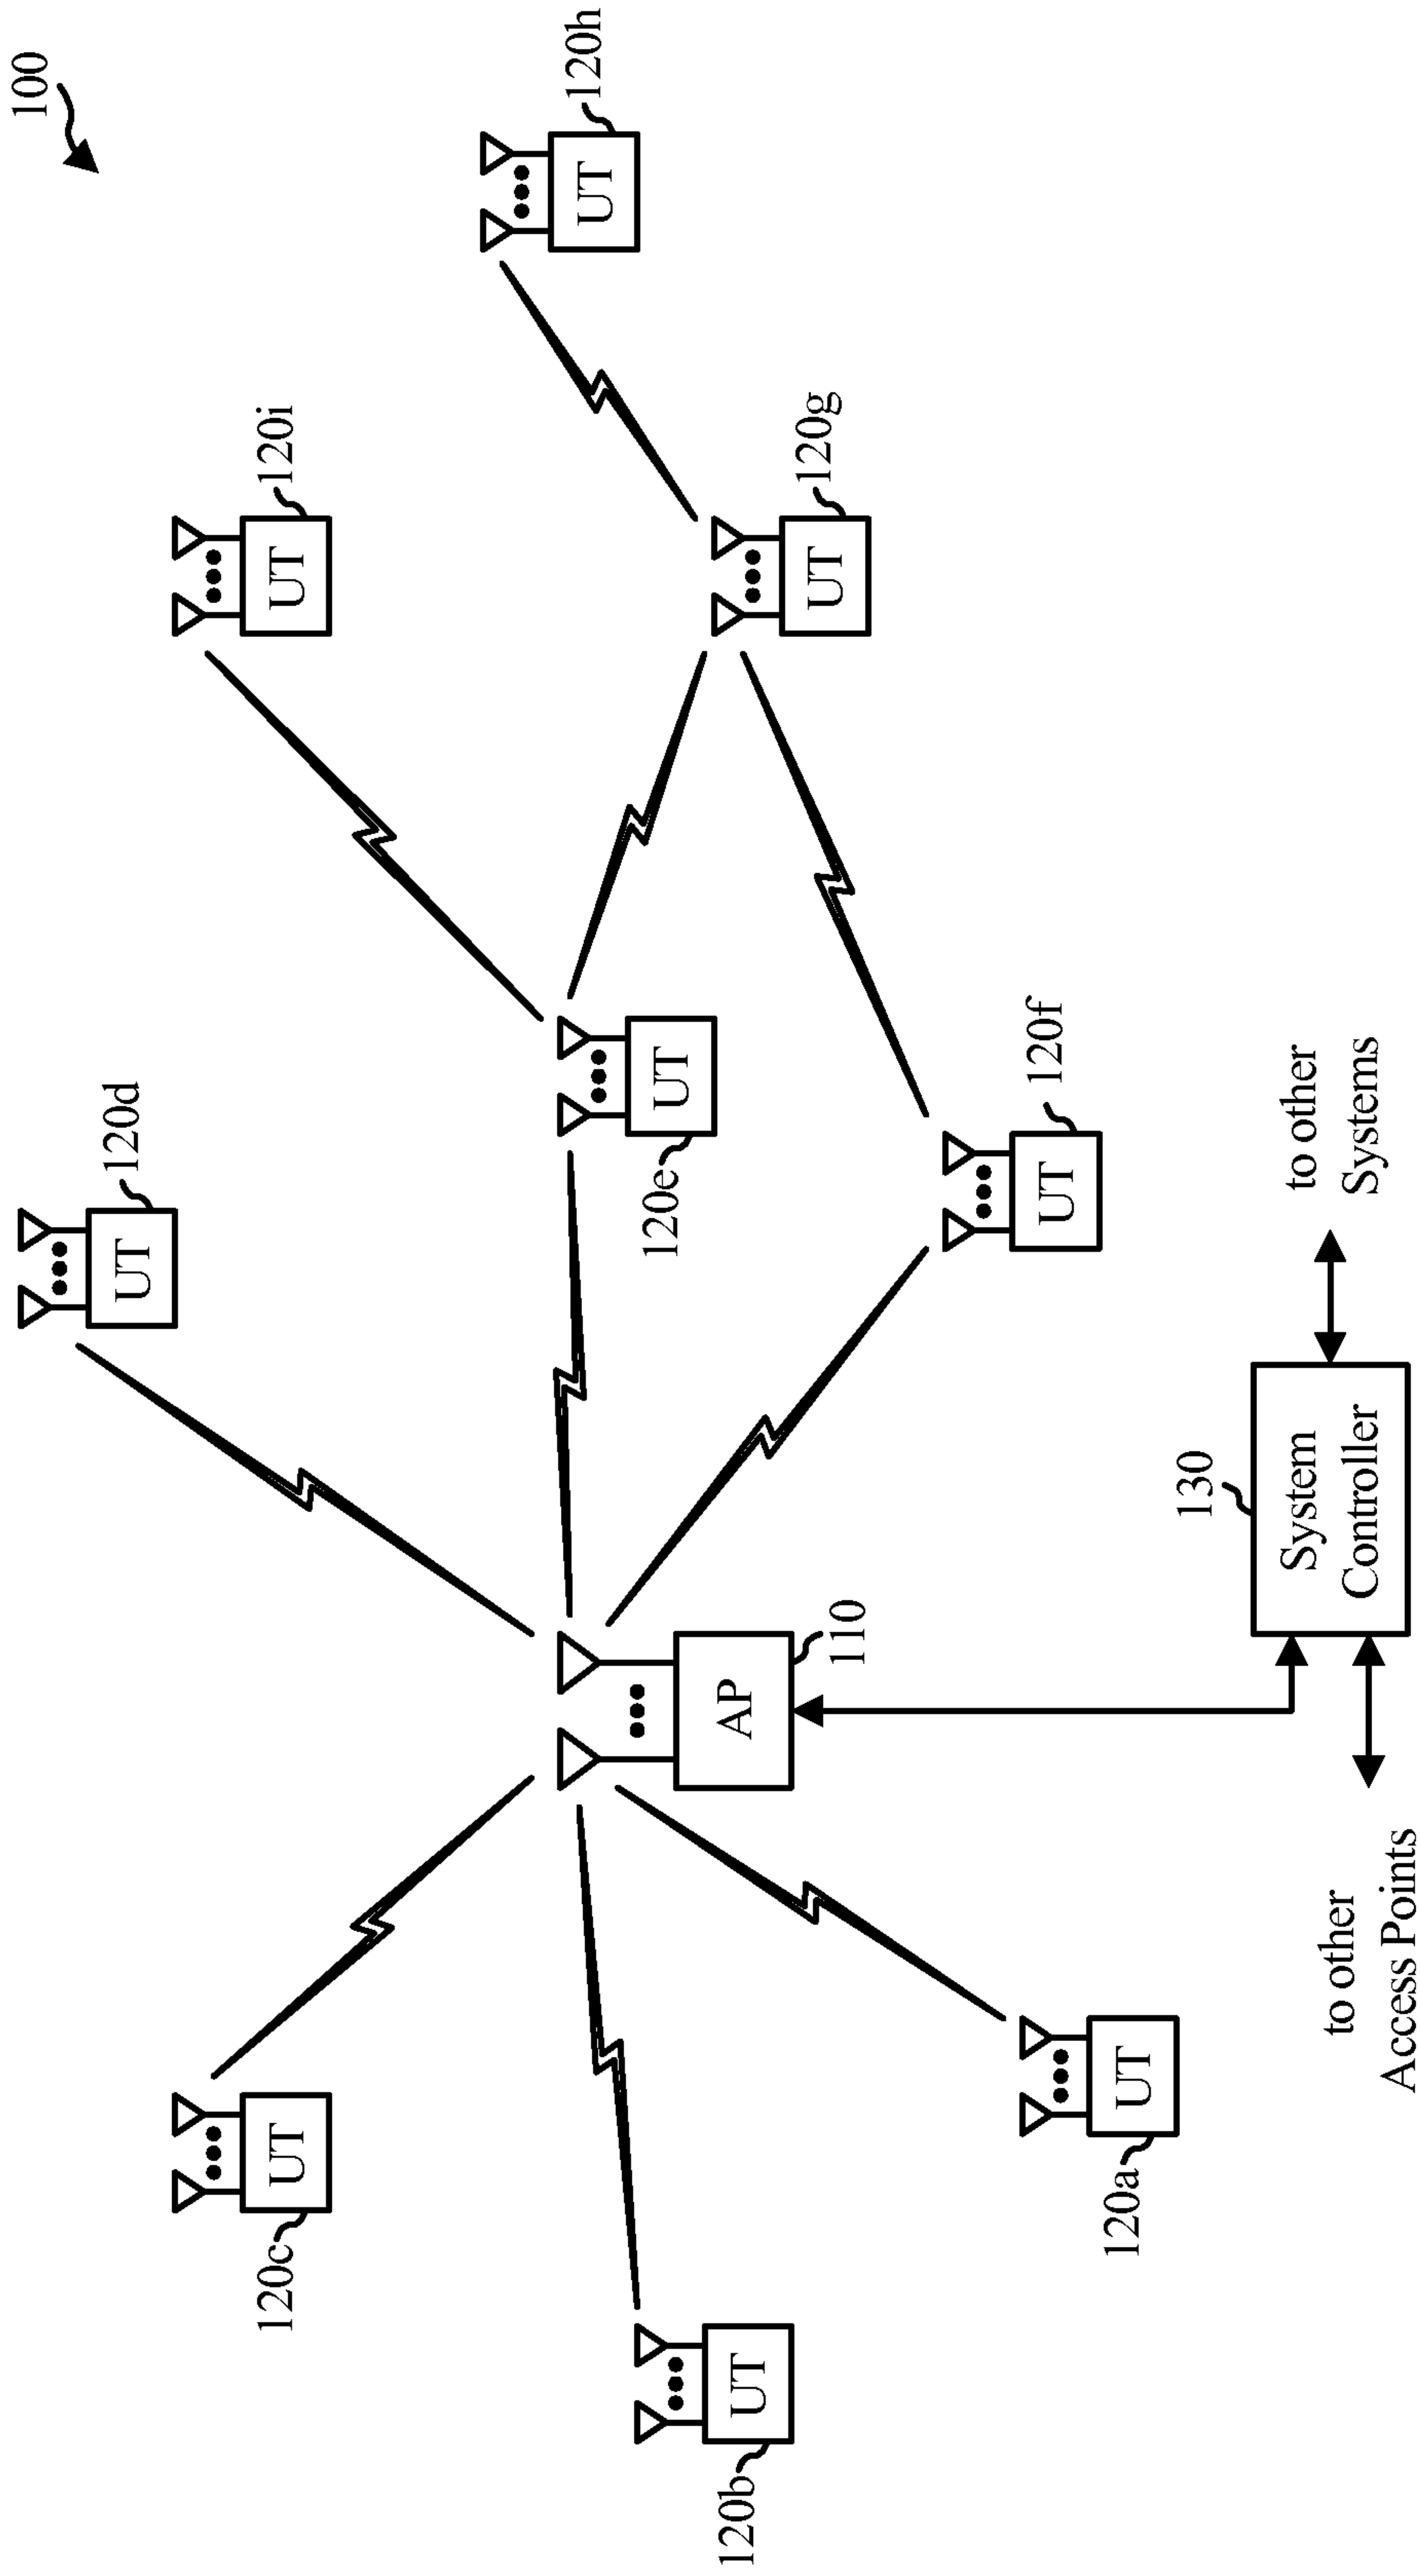 100
120d
UT
120i
UT
120c
UT
120h
UT
120e
UT
120g
UT
AP
110
120b
UT
120f
UT
120a
UT
130
System
Controller
to other
Systems
to other
Access Points